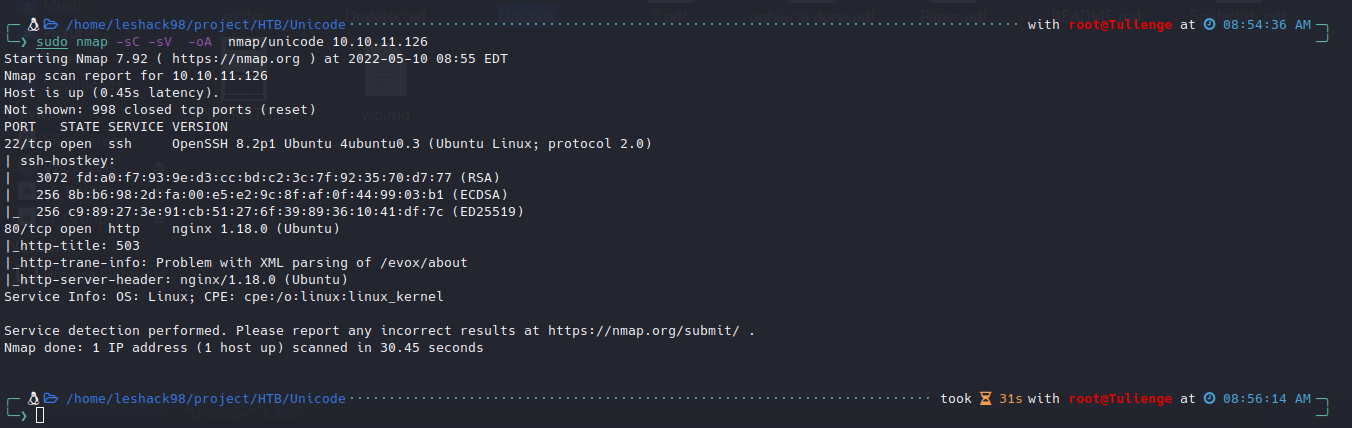 /home/leshack98/project/HTB/Unicode with root@Tullenge at 08:54:36 AM
sudo nmap -sC -sV -oA nmap/unicode 10.10.11.126
Starting Nmap 7.92 ( https://nmap.org ) at 2022-05-10 08:55 EDT
Nmap scan report for 10.10.11.126
Host is up (0.45s latency).
Not shown: 998 closed tcp ports (reset)
PORT   STATE SERVICE VERSION
22/tcp open  ssh     OpenSSH 8.2p1 Ubuntu 4ubuntu0.3 (Ubuntu Linux; protocol 2.0)
| ssh-hostkey:
|   3072 fd:a0:f7:93:9e:d3:cc:bd:c2:3c:7f:92:35:70:d7:77 (RSA)
|   256 8b:b6:98:2d:fa:00:e5:e2:9c:8f:af:0f:44:99:03:b1 (ECDSA)
|_  256 c9:89:27:3e:91:cb:51:27:6f:39:89:36:10:41:df:7c (ED25519)
80/tcp open  http    nginx 1.18.0 (Ubuntu)
|_http-title: 503
|_http-trane-info: Problem with XML parsing of /evox/about
|_http-server-header: nginx/1.18.0 (Ubuntu)
Service Info: OS: Linux; CPE: cpe:/o:linux:linux_kernel
Service detection performed. Please report any incorrect results at https://nmap.org/submit/ .
Nmap done: 1 IP address (1 host up) scanned in 30.45 seconds
/home/leshack98/project/HTB/Unicode took 31s with root@Tullenge at 08:56:14 AM